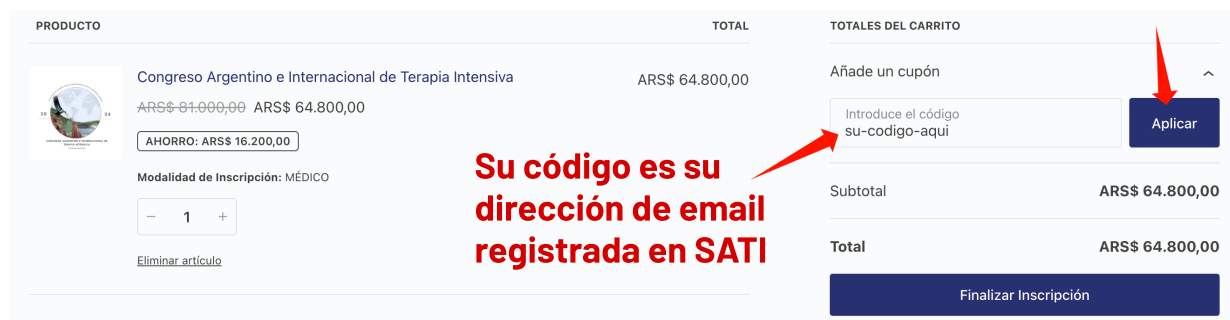 PRODUCTO
TOTAL
Congreso Argentino e Internacional de Terapia Intensiva
ARS$ 64.800,00
ARS$ 81.000,00 ARS$ 64.800,00
AHORRO: ARS$ 16.200,00
Modalidad de Inscripción: MÉDICO
− 1 +
Eliminar artículo
Su código es su
dirección de email
registrada en SATI
TOTALES DEL CARRITO
Añade un cupón
Introduce el código
su-codigo-aqui
Aplicar
Subtotal
ARS$ 64.800,00
Total
ARS$ 64.800,00
Finalizar Inscripción